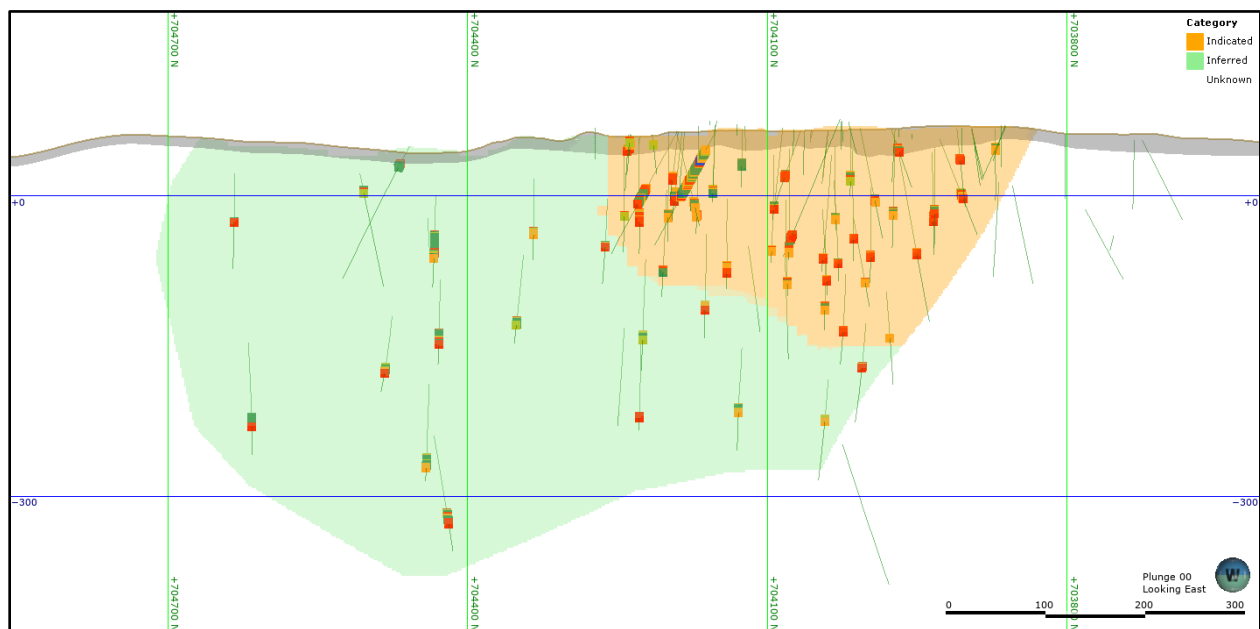 +704700 N
+704400 N
+704100 N
+703800 N
Category
Indicated
Inferred
Unknown
+0
+0
-300
-300
+704700 N
+704400 N
+704100 N
+703800 N
Plunge 00
Looking East
0 100 200 300